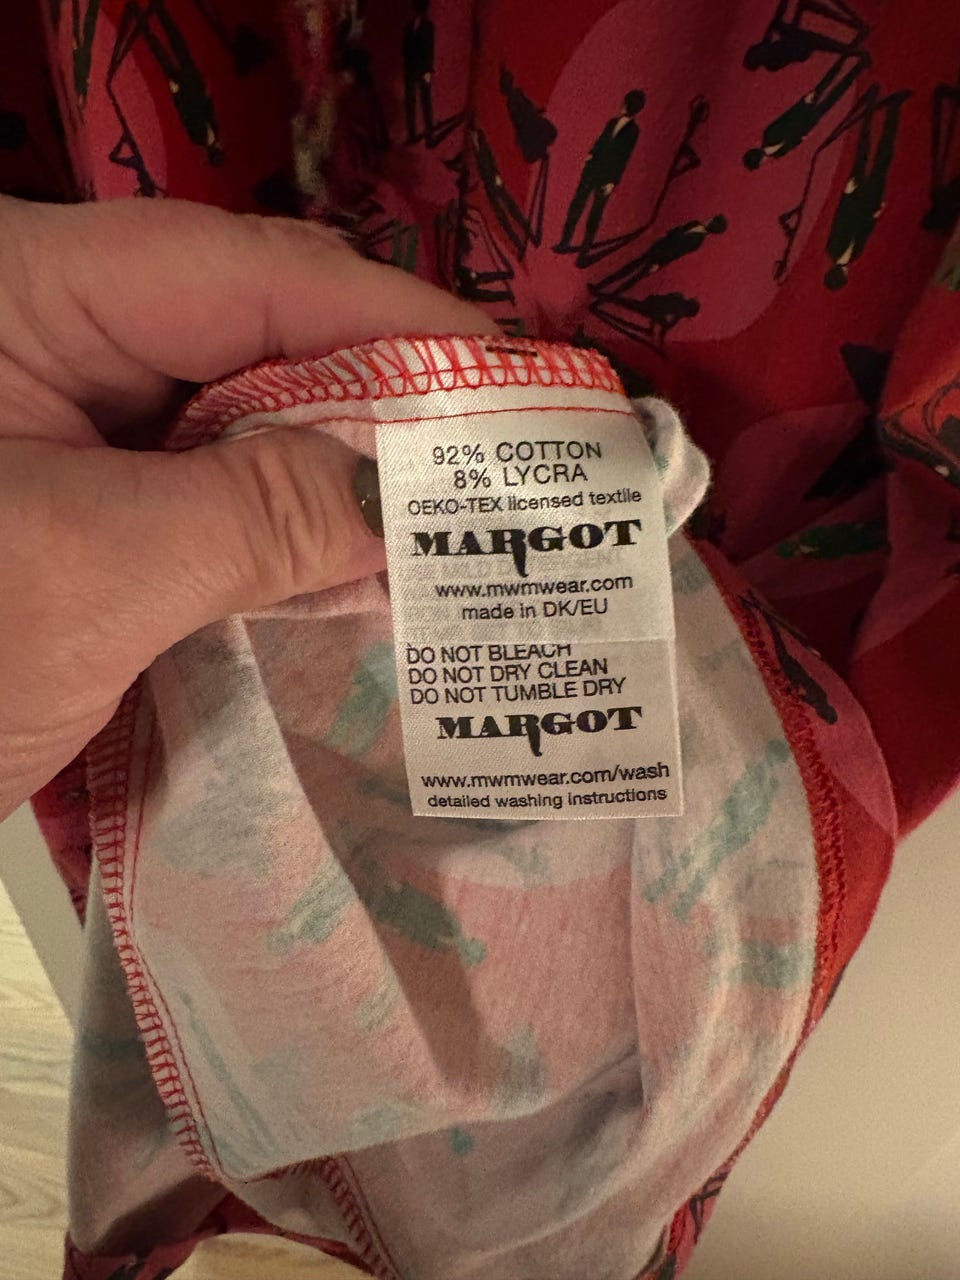 92% COTTON
8% LYCRA
OEKO-TEX licensed textile
MARGOT
www.mwmwear.com
made in DK/EU
DO NOT BLEACH
DO NOT DRY CLEAN
DO NOT TUMBLE DRY
MARGOT
www.mwmwear.com/wash
detailed washing instructions